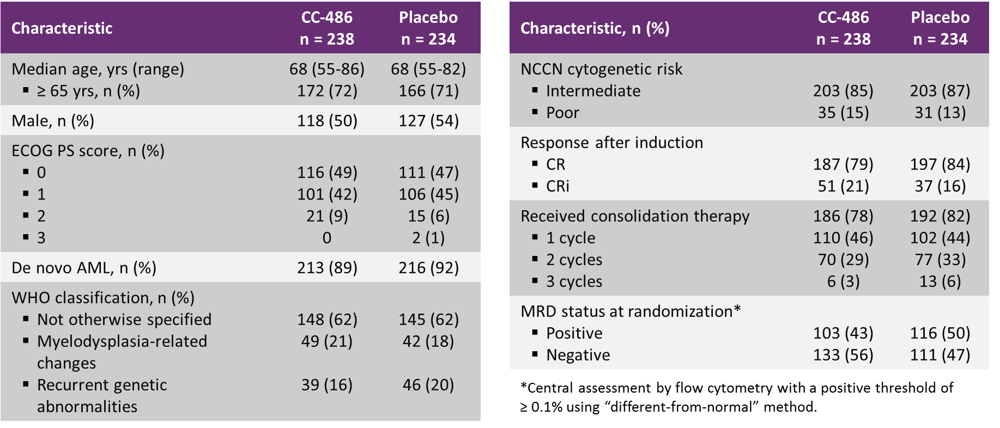 Characteristic CC-486 n = 238 Placebo n = 234
Median age, yrs (range) 68 (55-86) 68 (55-82)
▪ ≥ 65 yrs, n (%) 172 (72) 166 (71)
Male, n (%) 118 (50) 127 (54)
ECOG PS score, n (%)
▪ 0 116 (49) 111 (47)
▪ 1 101 (42) 106 (45)
▪ 2 21 (9) 15 (6)
▪ 3 0 2 (1)
De novo AML, n (%) 213 (89) 216 (92)
WHO classification, n (%)
▪ Not otherwise specified 148 (62) 145 (62)
▪ Myelodysplasia-related 49 (21) 42 (18)
changes
▪ Recurrent genetic 39 (16) 46 (20)
abnormalities
Characteristic, n (%) CC-486 n = 238 Placebo n = 234
NCCN cytogenetic risk
▪ Intermediate 203 (85) 203 (87)
▪ Poor 35 (15) 31 (13)
Response after induction
▪ CR 187 (79) 197 (84)
▪ CRi 51 (21) 37 (16)
Received consolidation therapy 186 (78) 192 (82)
▪ 1 cycle 110 (46) 102 (44)
▪ 2 cycles 70 (29) 77 (33)
▪ 3 cycles 6 (3) 13 (6)
MRD status at randomization*
▪ Positive 103 (43) 116 (50)
▪ Negative 133 (56) 111 (47)
*Central assessment by flow cytometry with a positive threshold of
≥ 0.1% using “different-from-normal” method.